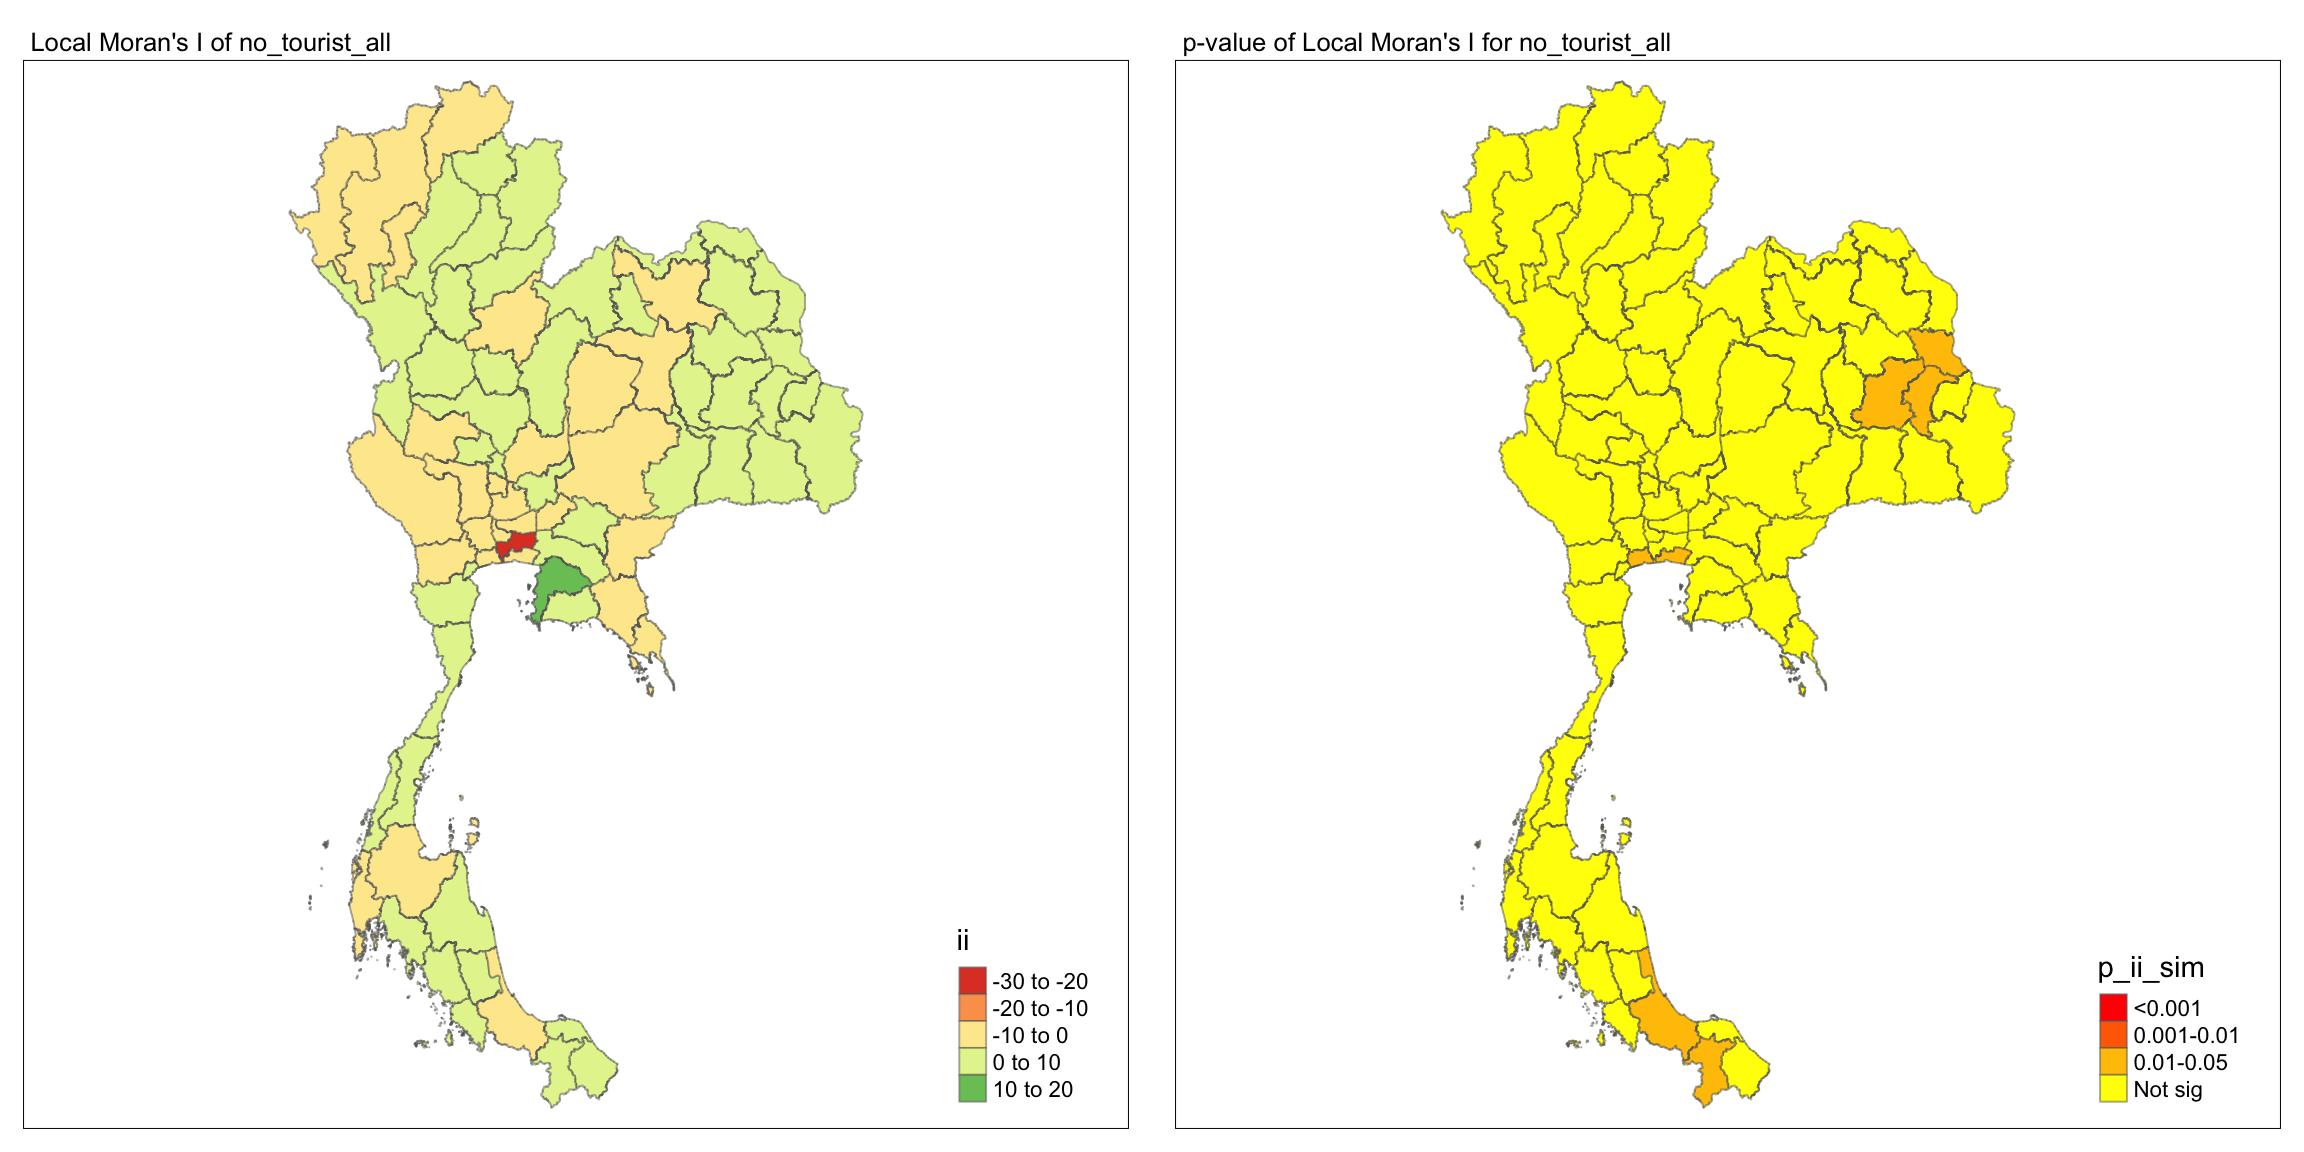 Local Moran's I of no_tourist_all
ii
-30 to -20
-20 to -10
-10 to 0
0 to 10
10 to 20
p-value of Local Moran's I for no_tourist_all
p_ii_sim
<0.001
0.001-0.01
0.01-0.05
Not sig